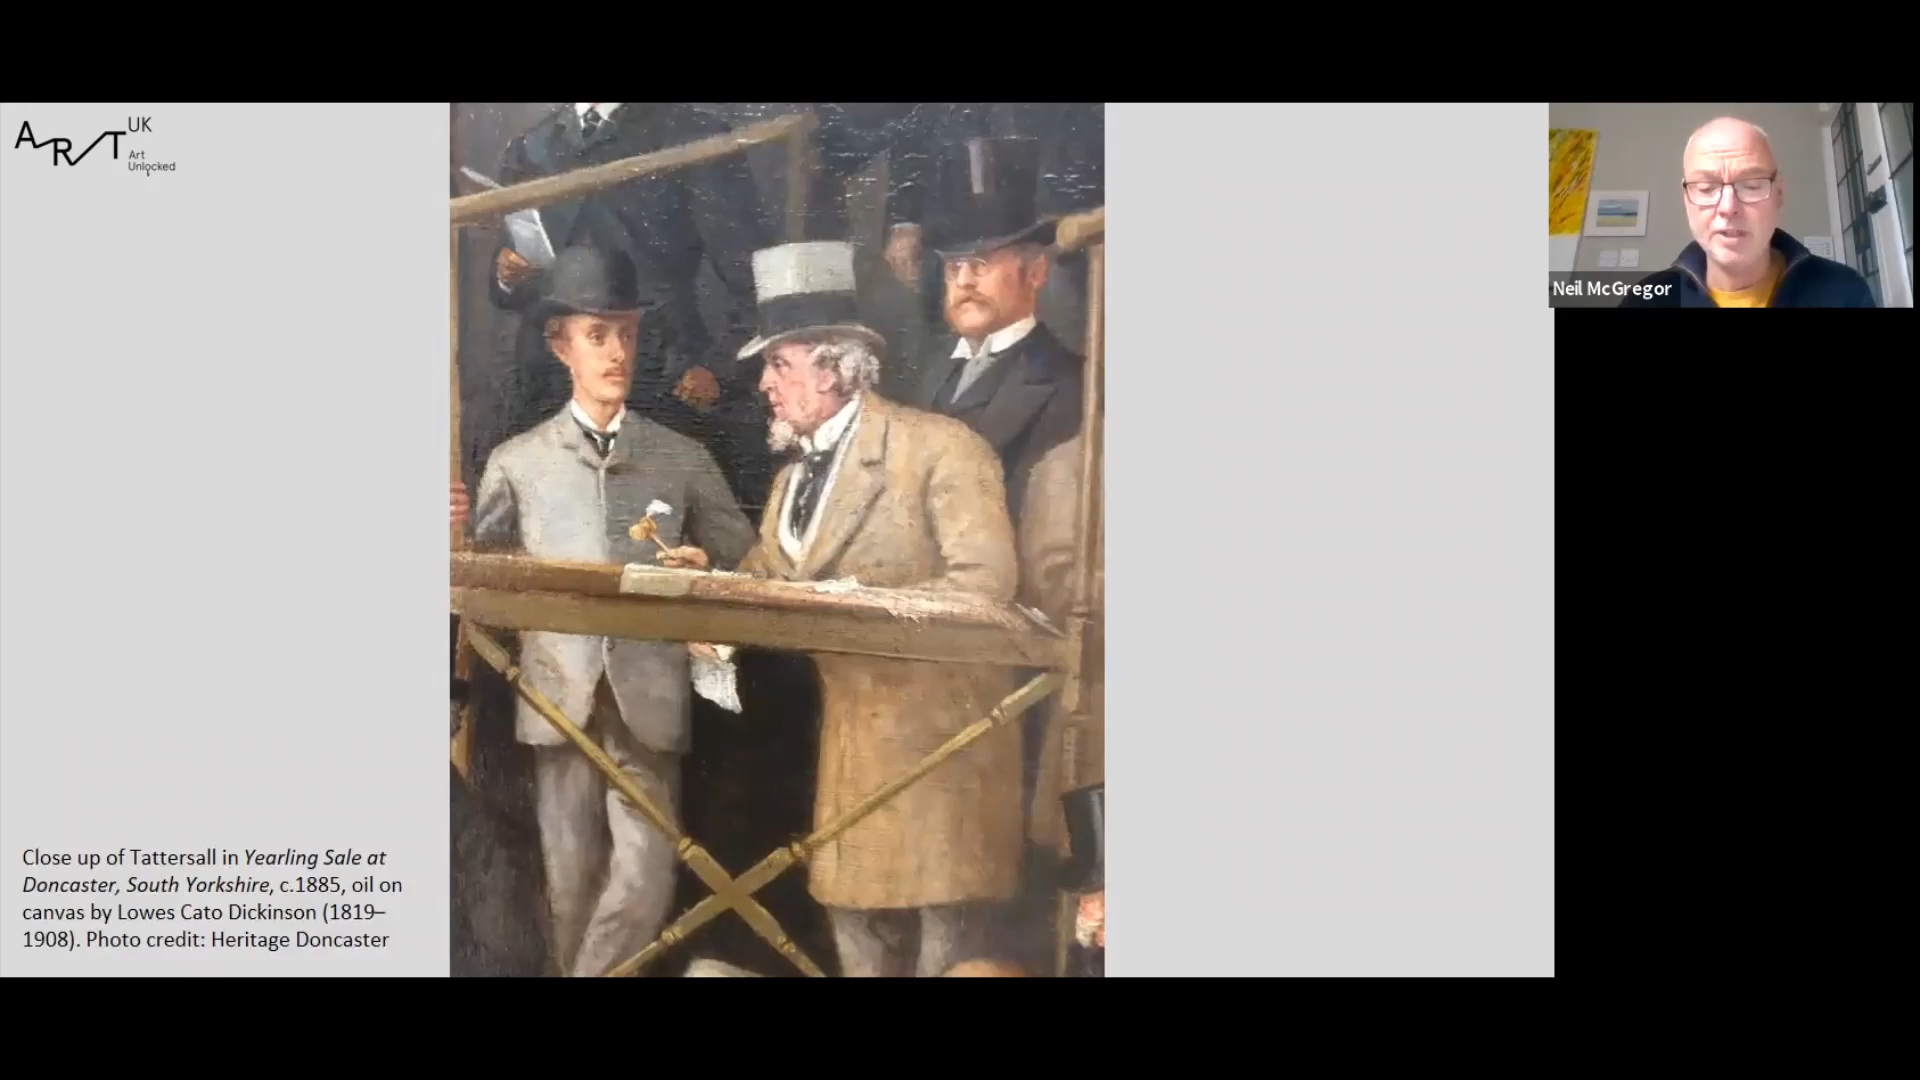 ART UK
Art
Unlocked
Neil McGregor
Close up of Tattersall in Yearling Sale at
Doncaster, South Yorkshire, c.1885, oil on
canvas by Lowes Cato Dickinson (1819–
1908). Photo credit: Heritage Doncaster